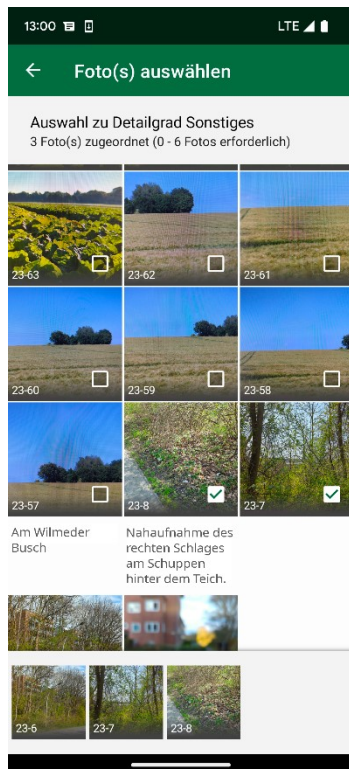 13:00
LTE
Foto(s) auswählen
Auswahl zu Detailgrad Sonstiges
3 Foto(s) zugeordnet (0 - 6 Fotos erforderlich)
23-63
23-62
23-61
23-60
23-59
23-58
23-57
23-8
23-7
Am Wilmeder
Busch
Nahaufnahme des
rechten Schlages
am Schuppen
hinter dem Teich.
23-6
23-7
23-8